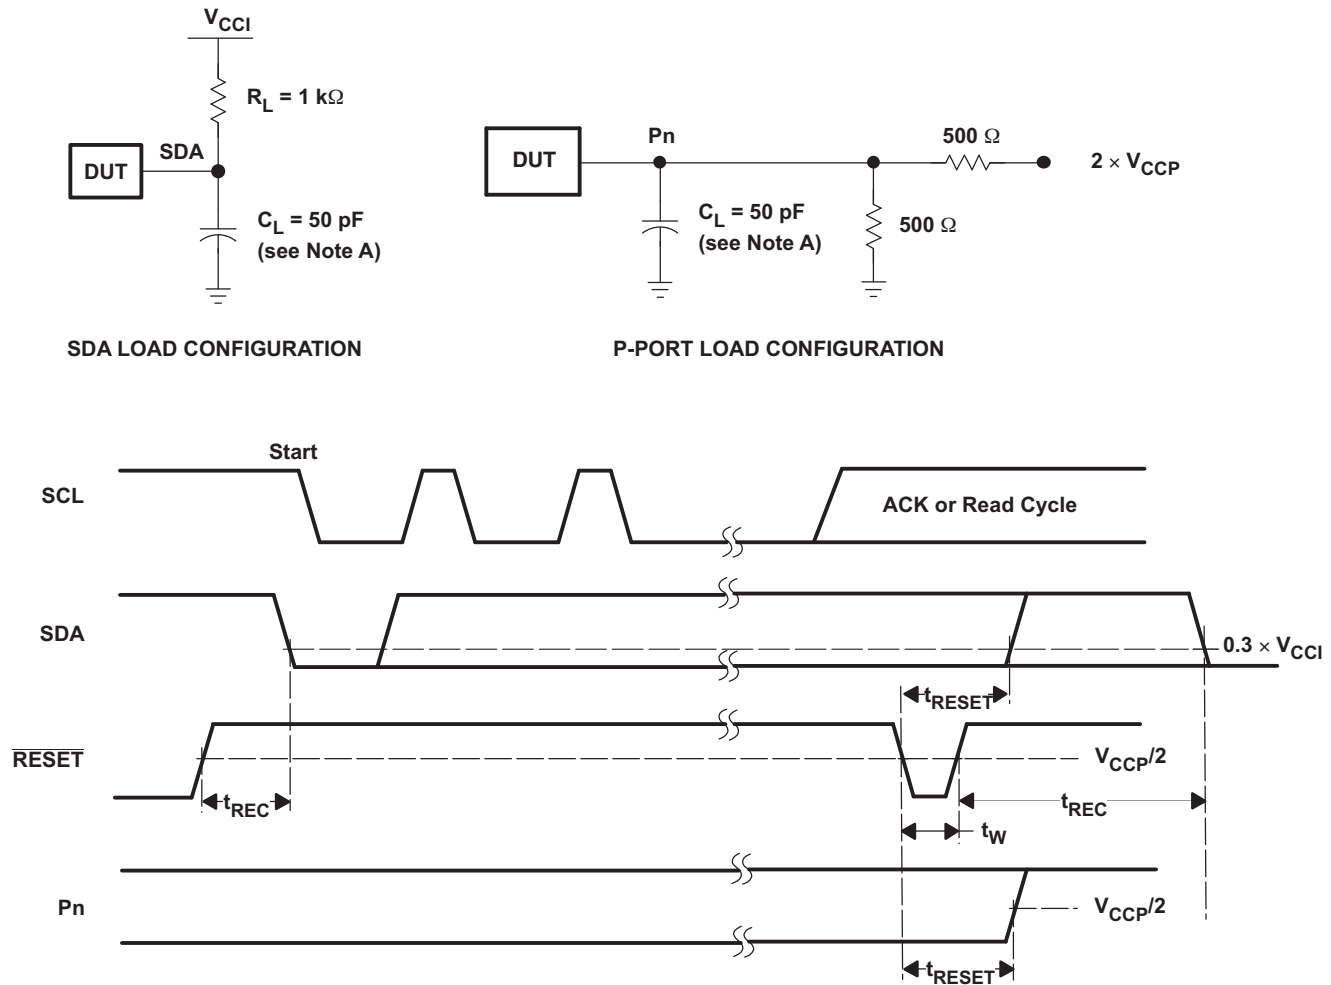 VCCI
RL = 1 kΩ
DUT
SDA
CL = 50 pF
(see Note A)
SDA LOAD CONFIGURATION
DUT
Pn
500 Ω
2 × VCCP
CL = 50 pF
(see Note A)
500 Ω
P-PORT LOAD CONFIGURATION
Start
SCL
ACK or Read Cycle
SDA
0.3 × VCCI
tRESET
RESET
VCCP/2
tREC
tREC
tW
Pn
VCCP/2
tRESET